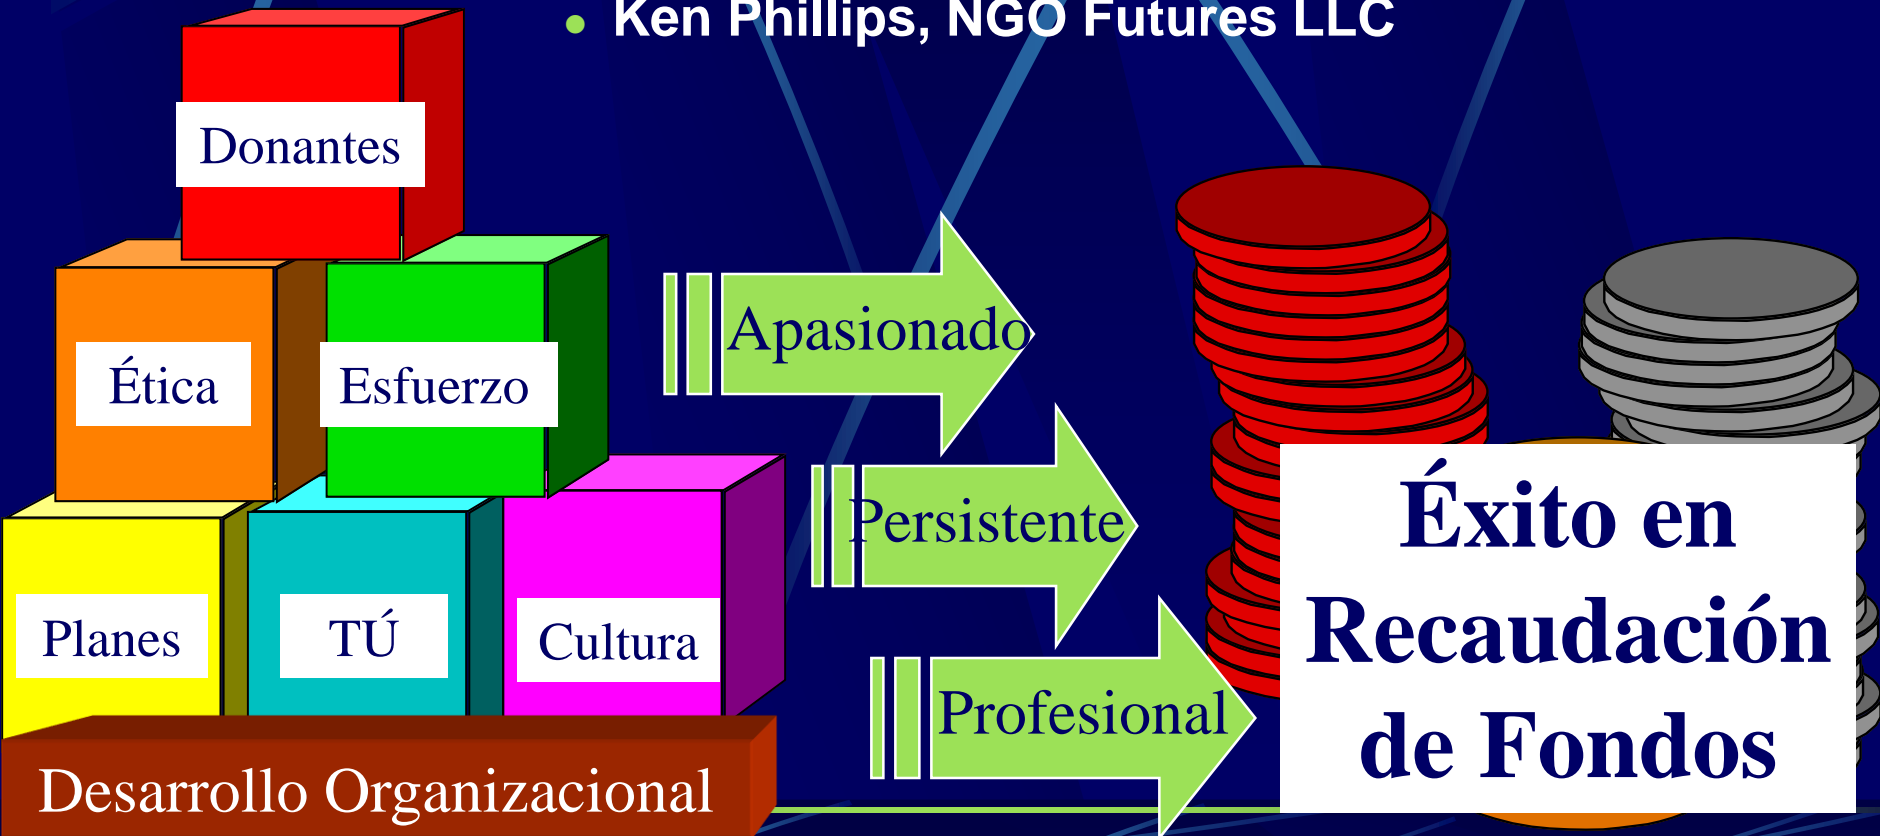 • Ken Phillips, NGO Futures LLC
Donantes
Ética
Esfuerzo
Planes
TÚ
Cultura
Desarrollo Organizacional
Apasionado
Persistente
Profesional
Éxito en
Recaudación
de Fondos